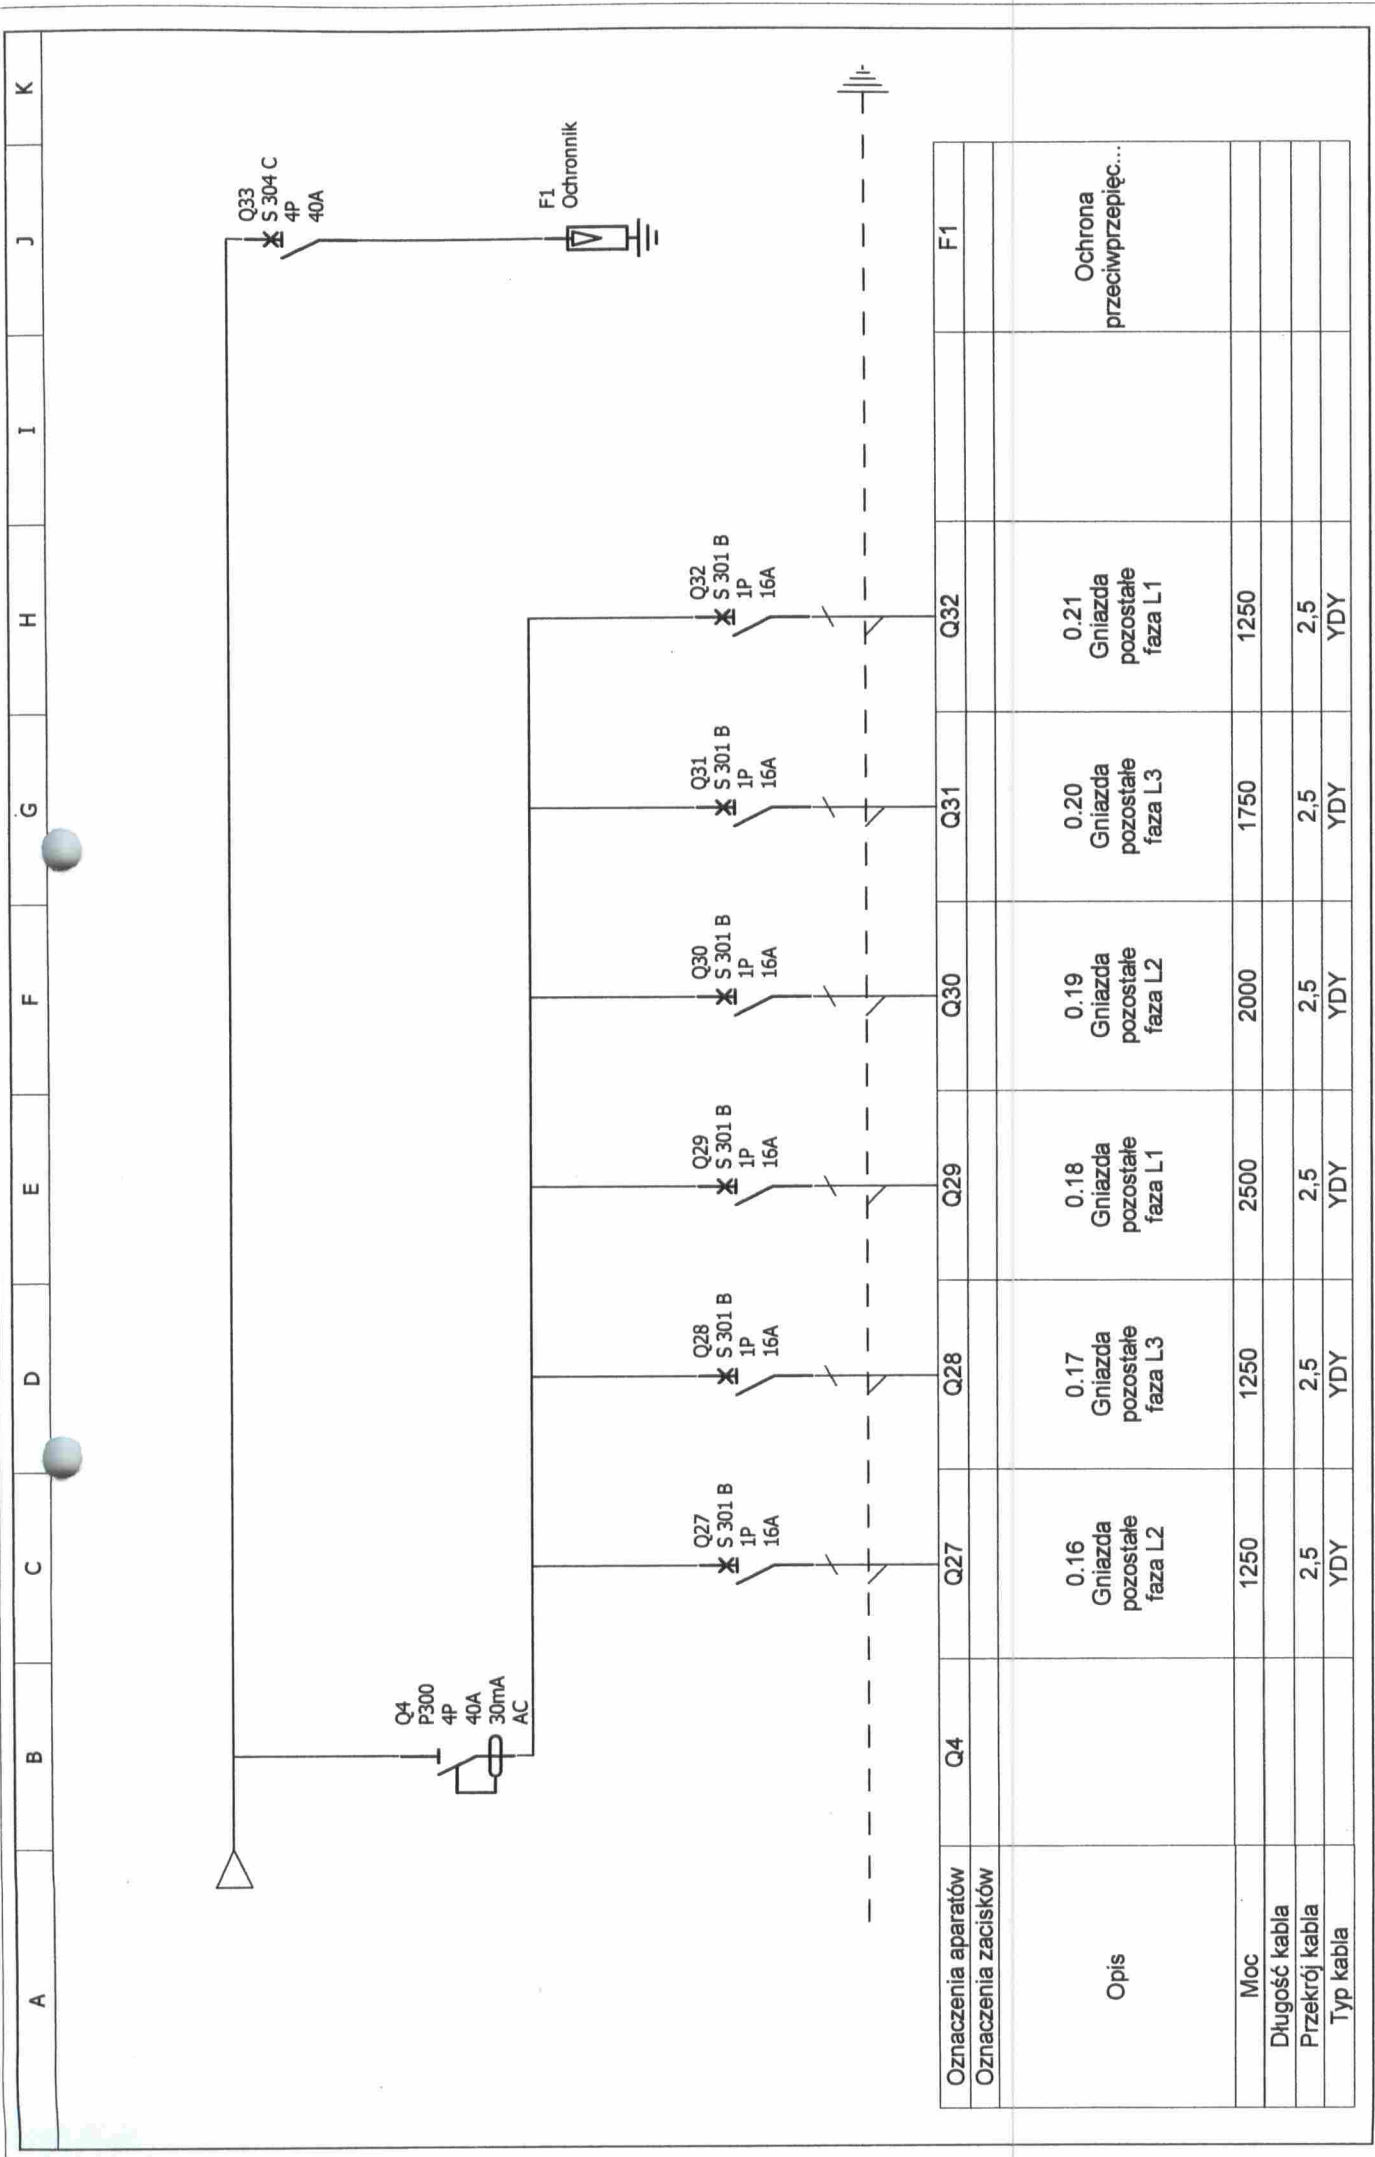 A B C D E F G H I J K
Q33
S 304 C
4P
40A
F1
Ochronnik
Q4
P300
4P
40A
30mA
AC
Q27
S 301 B
1P
16A
Q28
S 301 B
1P
16A
Q29
S 301 B
1P
16A
Q30
S 301 B
1P
16A
Q31
S 301 B
1P
16A
Q32
S 301 B
1P
16A
Oznaczenia aparatów Q4 Q27 Q28 Q29 Q30 Q31 Q32 F1
Oznaczenia zacisków
Opis
0.16
Gniazda
pozostałe
faza L2
0.17
Gniazda
pozostałe
faza L3
0.18
Gniazda
pozostałe
faza L1
0.19
Gniazda
pozostałe
faza L2
0.20
Gniazda
pozostałe
faza L3
0.21
Gniazda
pozostałe
faza L1
Ochrona
przeciwprzepięc...
Moc 1250 1250 2500 2000 1750 1250
Długość kabla
Przekrój kabla 2,5 2,5 2,5 2,5 2,5 2,5
Typ kabla YDY YDY YDY YDY YDY YDY